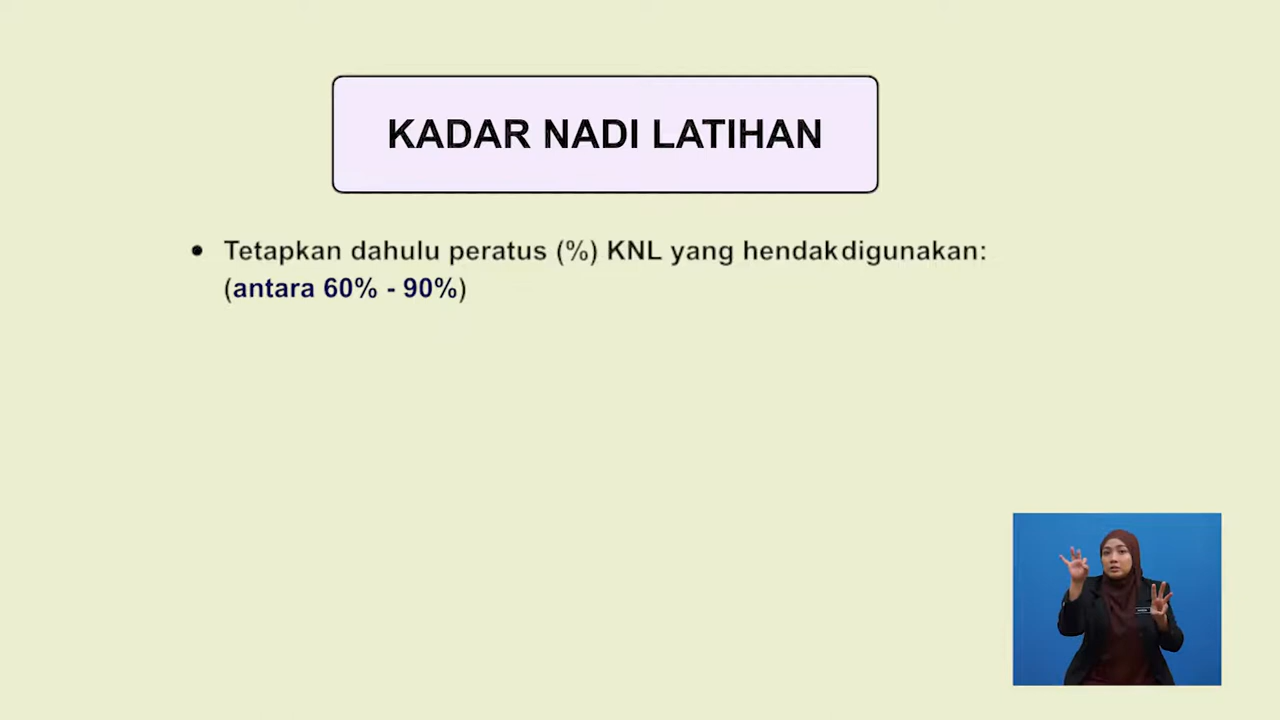 KADAR NADI LATIHAN
• Tetapkan dahulu peratus (%) KNL yang hendak digunakan:
(antara 60% - 90%)